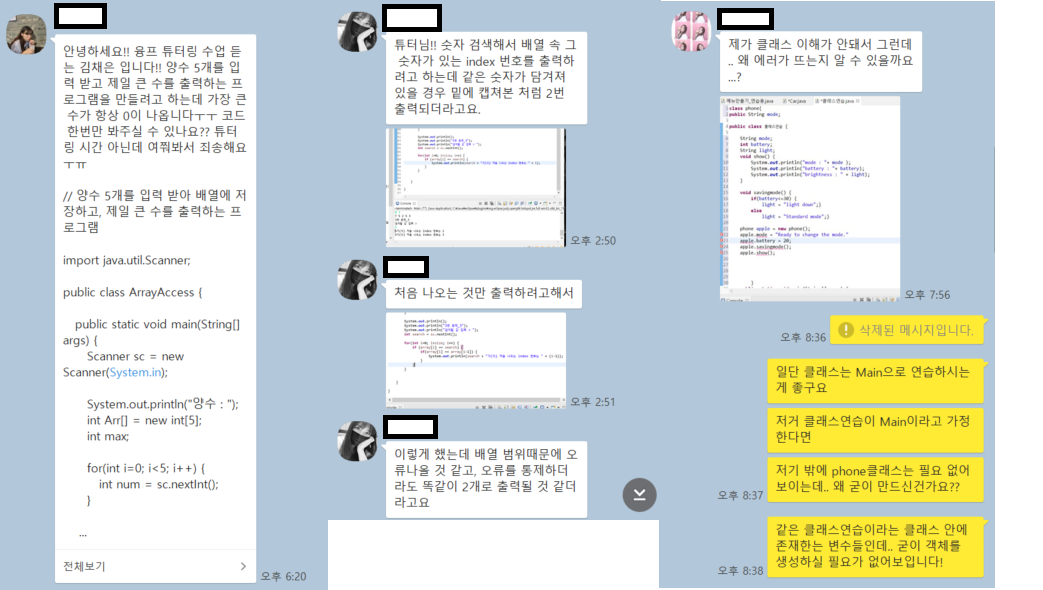 안녕하세요!! 융프 튜터링 수업 듣
는 김채은 입니다!! 양수 5개를 입
력 받고 제일 큰 수를 출력하는 프
로그램을 만들려고 하는데 가장 큰
수가 항상 0이 나옵니다ㅜㅜ 코드
한번만 봐주실 수 있나요?? 튜터
링 시간 아닌데 여쭤봐서 죄송해요
ㅜㅠ
// 양수 5개를 입력 받아 배열에 저
장하고, 제일 큰 수를 출력하는 프
로그램
import java.util.Scanner;
public class ArrayAccess {
public static void main(String[]
args) {
Scanner sc = new
Scanner(System.in);
System.out.println("양수 : ");
int Arr[] = new int[5];
int max;
for(int i=0; i<5; i++) {
int num = sc.nextInt();
}
...
전체보기
오후 6:20
튜터님!! 숫자 검색해서 배열 속 그
숫자가 있는 index 번호를 출력하
려고 하는데 같은 숫자가 담겨져
있을 경우 밑에 캡쳐본 처럼 2번
출력되더라고요.
오후 2:50
처음 나오는 것만 출력하려고해서
오후 2:51
이렇게 했는데 배열 범위때문에 오
류나올 것 같고, 오류를 통제하더
라도 똑같이 2개로 출력될 것 같더
라고요
제가 클래스 이해가 안돼서 그런데
.. 왜 에러가 뜨는지 알 수 있을까요
...?
class phone{
public String mode;
public class 클래스연습 {
String mode;
int battery;
String light;
void show() {
System.out.println("mode : "+ mode );
System.out.println("battery : "+ battery);
System.out.println("brightness : " + light);
}
void savingmode() {
if(battery<=30) {
light = "light down";}
else
light = "Standard mode";}
phone apple = new phone();
apple.mode = "Ready to change the mode."
apple.battery = 20;
apple.savingmode();
apple.show();
}
오후 7:56
삭제된 메시지입니다.
오후 8:36
일단 클래스는 Main으로 연습하시는
게 좋구요
저거 클래스연습이 Main이라고 가정
한다면
저기 밖에 phone클래스는 필요 없어
보이는데.. 왜 굳이 만드신건가요??
오후 8:37
같은 클래스연습이라는 클래스 안에
존재한는 변수들인데.. 굳이 객체를
생성하실 필요가 없어보입니다!
오후 8:38